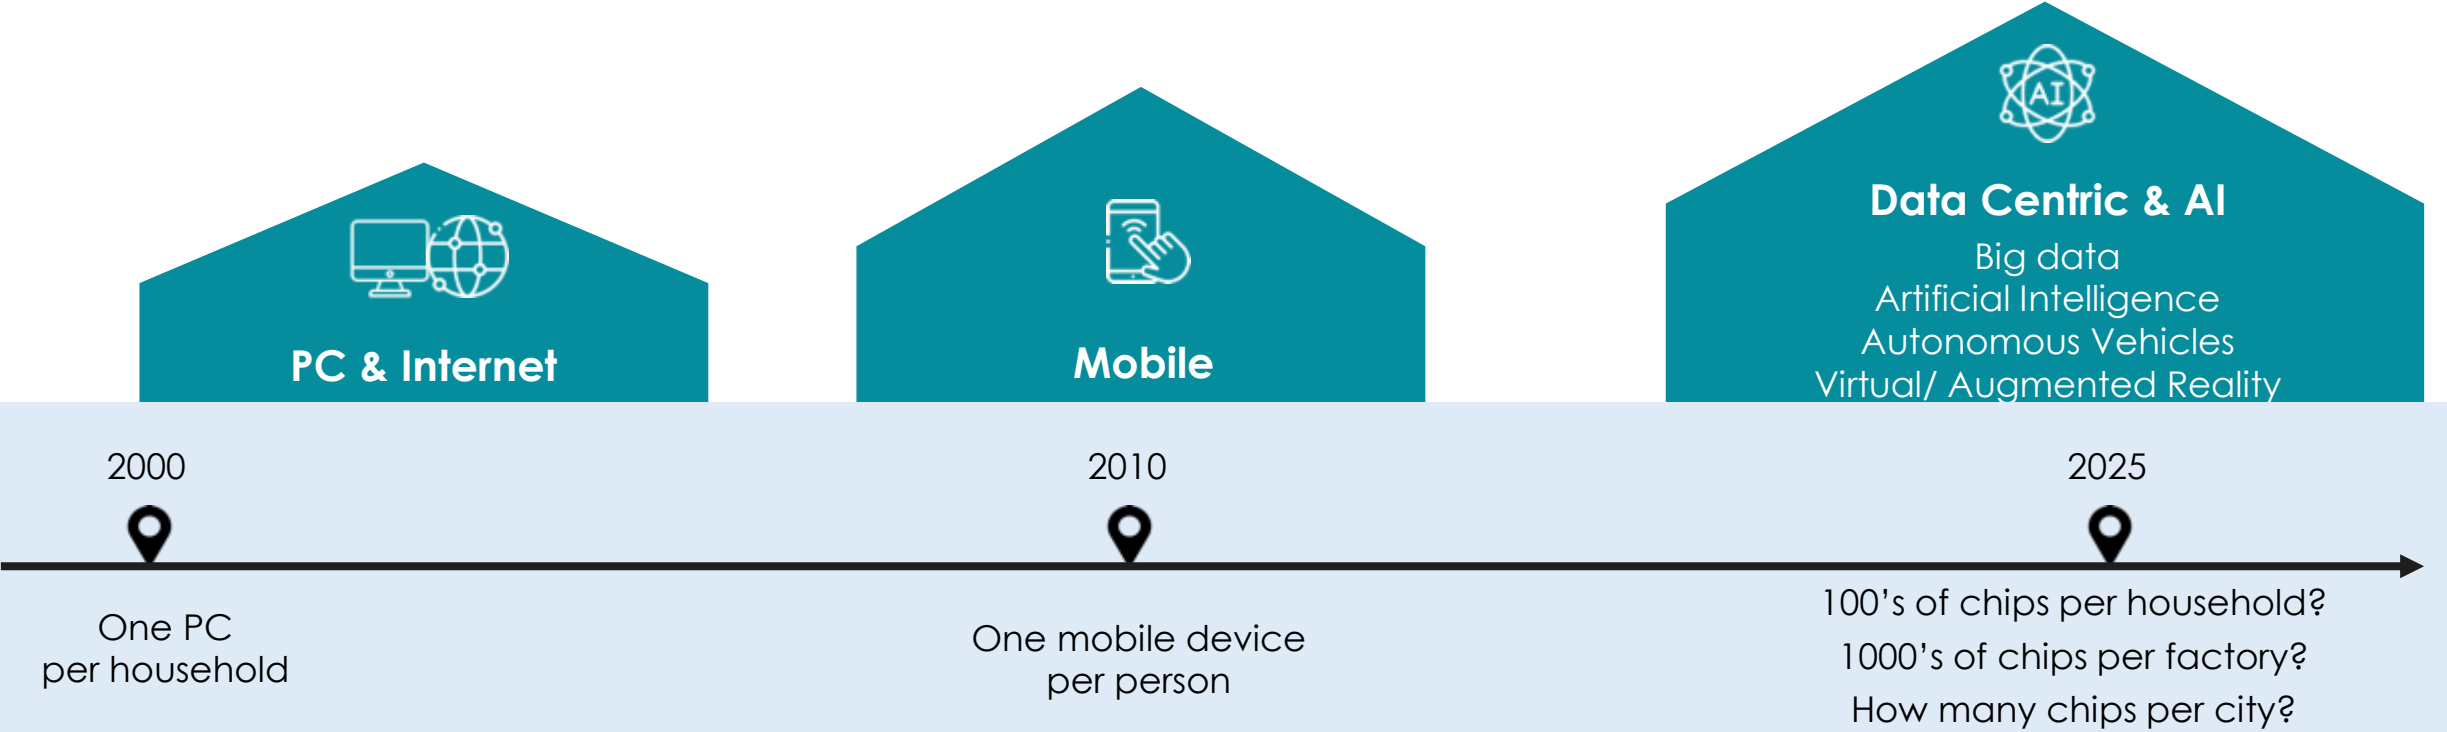 AI
Data Centric & AI
Big data
Artificial Intelligence
Autonomous Vehicles
Virtual/ Augmented Reality
PC & Internet
Mobile
2000
2010
2025
One PC
per household
One mobile device
per person
100's of chips per household?
1000's of chips per factory?
How many chips per city?